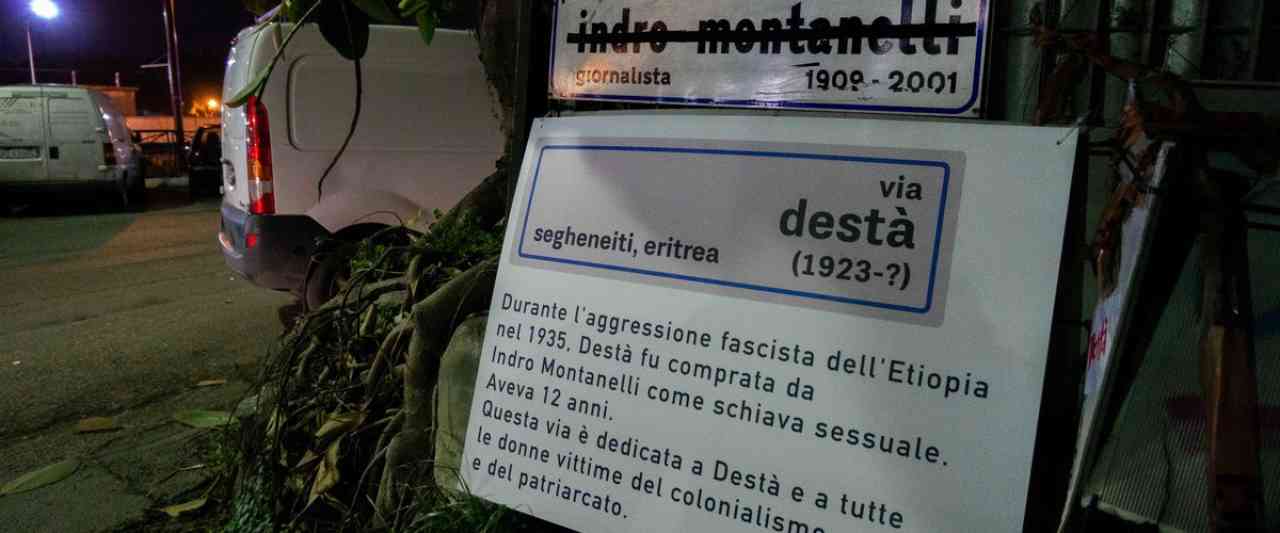 indro montanelli
giornalista 1909 - 2001
via
destà
segheneiti, eritrea (1923-?)
Durante l'aggressione fascista dell'Etiopia
nel 1935, Destà fu comprata da
Indro Montanelli come schiava sessuale.
Aveva 12 anni.
Questa via è dedicata a Destà e a tutte
le donne vittime del colonialismo
e del patriarcato.